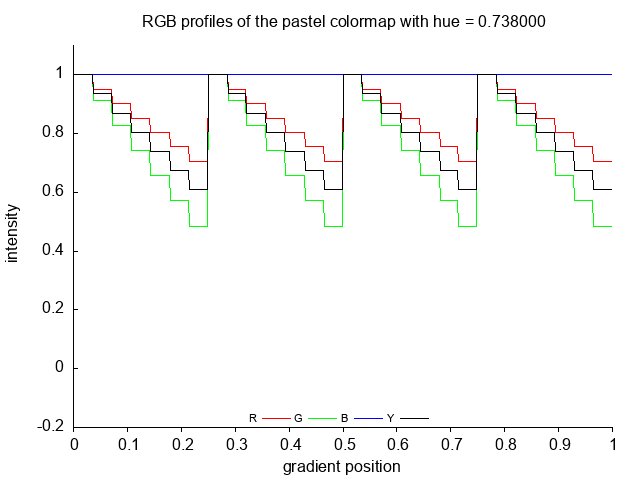 RGB profiles of the pastel colormap with hue = 0.738000
1
0.8
0.6
0.4
0.2
0
-0.2
intensity
R G B Y
0 0.1 0.2 0.3 0.4 0.5 0.6 0.7 0.8 0.9 1
gradient position